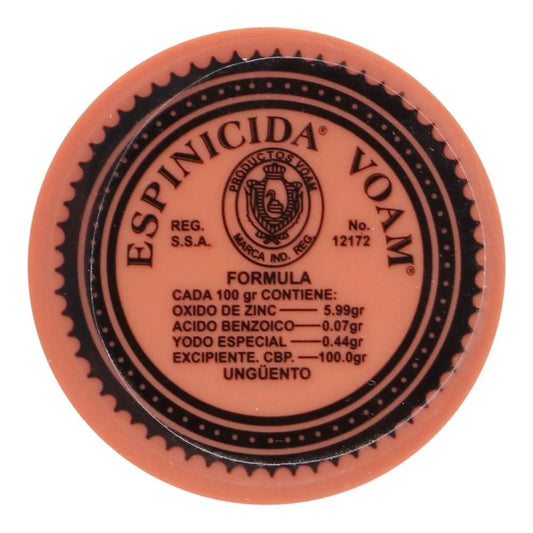 ESPINICIDA® VOAM®
PRODUCTOS VOAM
MARCA IND. REG.
REG.
S.S.A.
No.
12172
FORMULA
CADA 100 gr CONTIENE:
OXIDO DE ZINC — 5.99gr
ACIDO BENZOICO — 0.07gr
YODO ESPECIAL — 0.44gr
EXCIPIENTE. CBP. — 100.0gr
UNGÜENTO